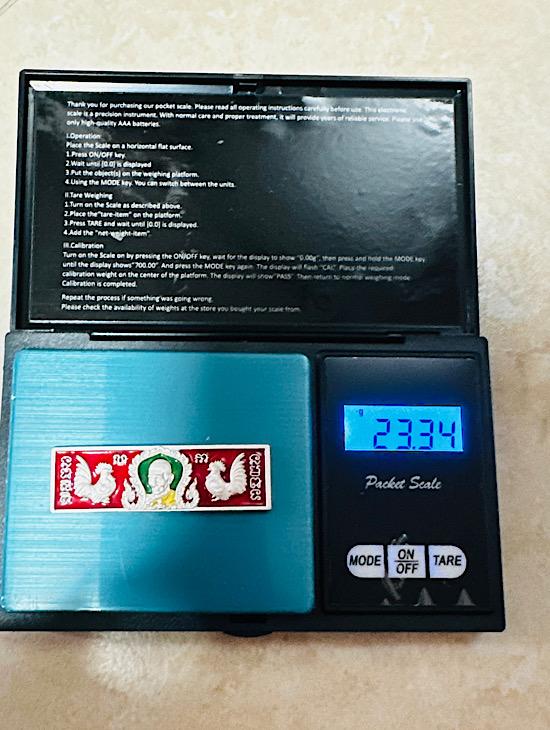 Thank you for purchasing our pocket scale. Please read all operating instructions carefully before use. This electronic
scale is a precision instrument. With normal care and proper treatment, it will provide years of reliable service. Please use
only high-quality AAA batteries.
I.Operation
Place the Scale on a horizontal flat surface.
1.Press ON/OFF key.
2.Wait until {0.0} is displayed
3.Put the object(s) on the weighing platform.
4.Using the MODE key. You can switch between the units.
II.Tare Weighing
1.Turn on the Scale as described above.
2.Place the"tare-item" on the platform.
3.Press TARE and wait until {0.0} is displayed.
4.Add the "net-weight-item".
III.Calibration
Turn on the Scale on by pressing the ON/OFF key, wait for the display to show "0.00g", then press and hold the MODE key
until the display shows"700.00" And press the MODE key again. The display will flash "CAL". Place the required
calibration weight on the center of the platform. The display will show"PASS" Then return to normal weighing mode
Calibration is completed.
Repeat the process if something'was going wrong.
Please check the availability of weights at the store you bought your scale from.
g
23.34
Packet Scale
MODE ON/OFF TARE